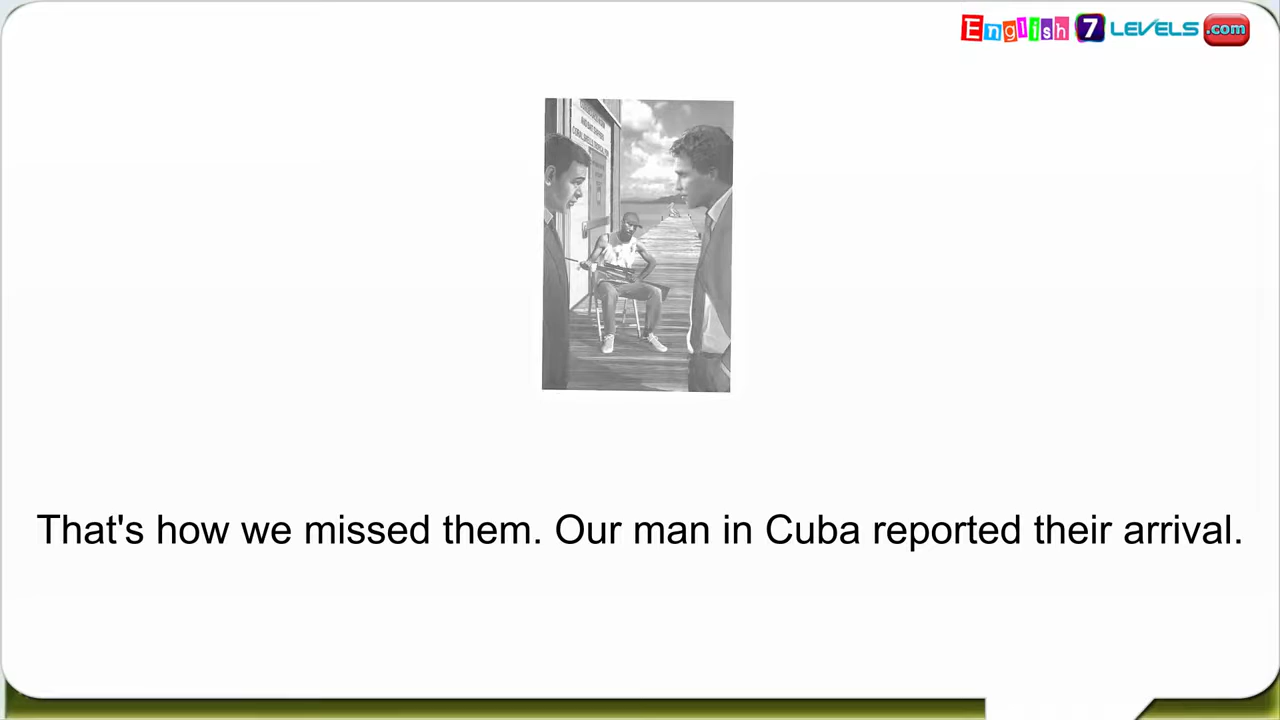 English 7 LEVELS .com
That's how we missed them. Our man in Cuba reported their arrival.